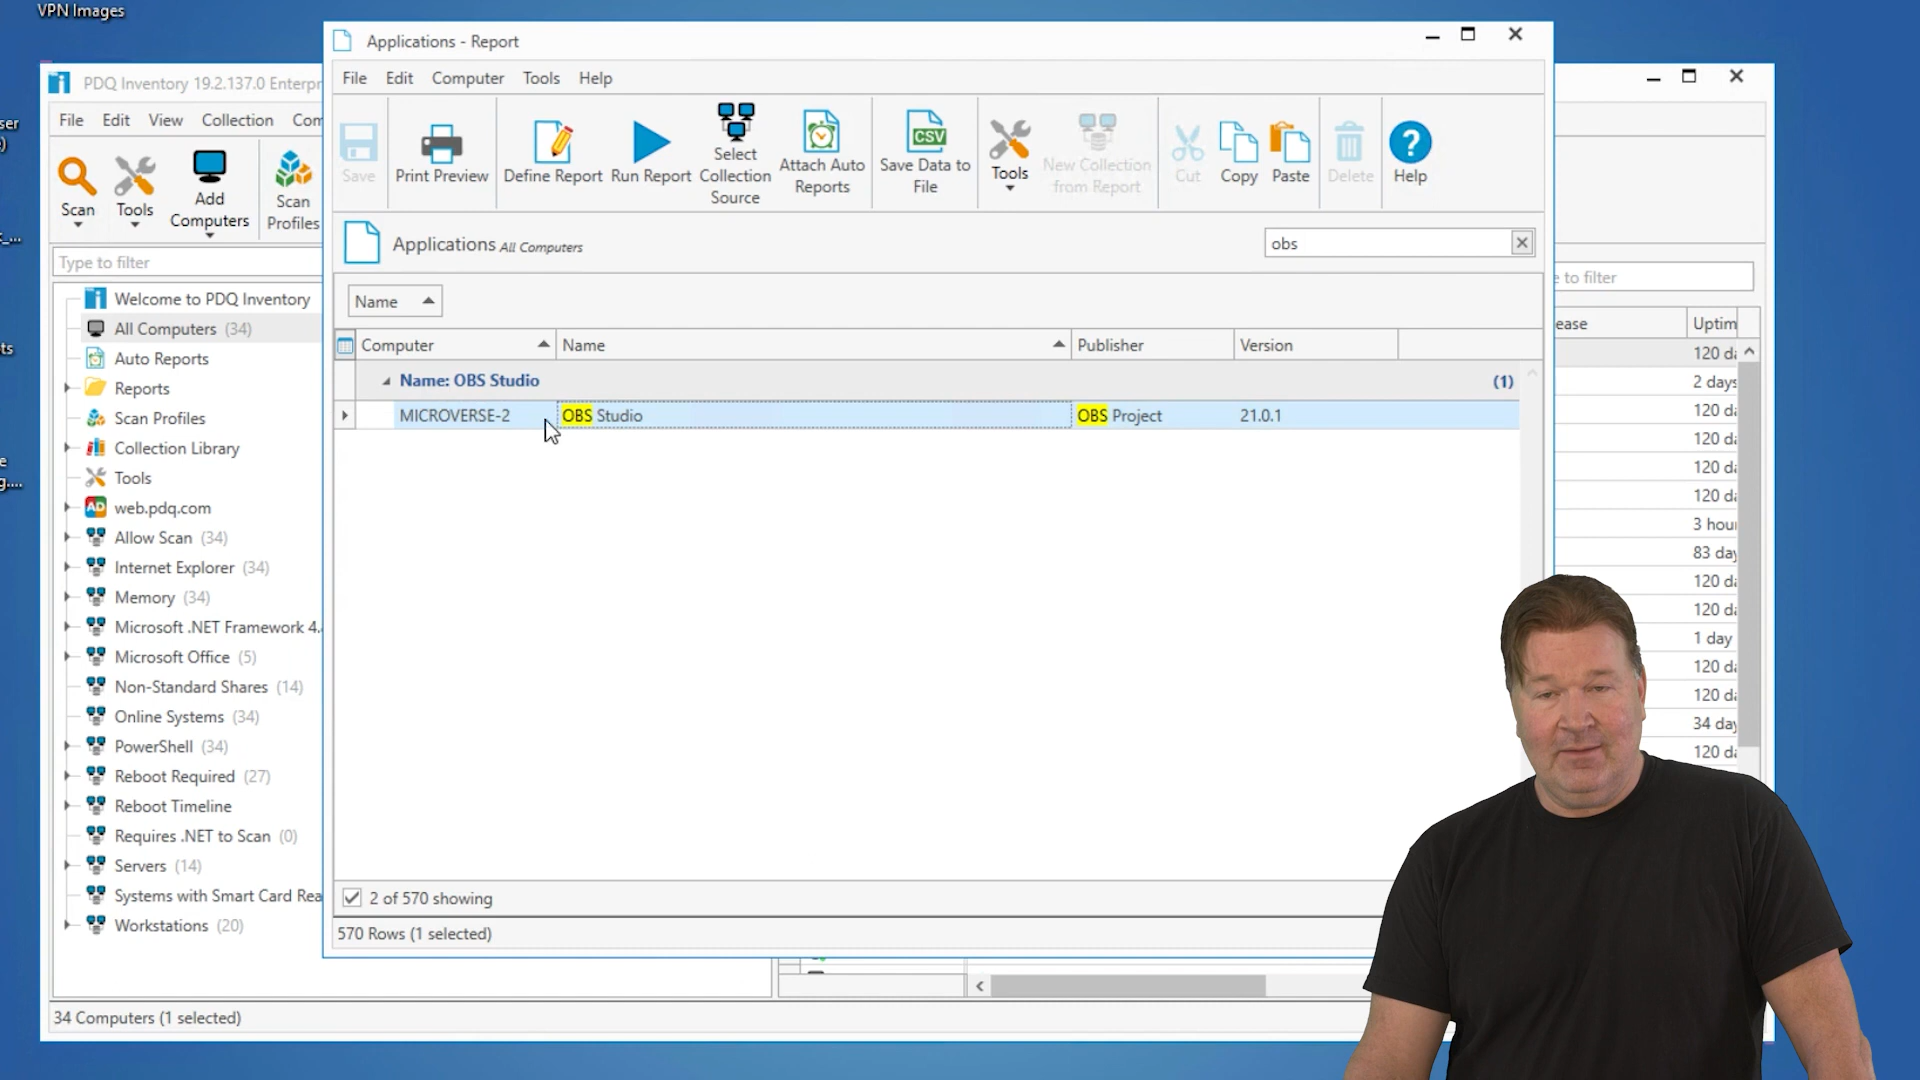 VPN Images
ser
)
t_...
ts
e
g....
PDQ Inventory 19.2.137.0 Enterpr
File Edit View Collection Com
Scan
Tools
Add
Computers
Scan
Profiles
Type to filter
Welcome to PDQ Inventory
All Computers (34)
Auto Reports
Reports
Scan Profiles
Collection Library
Tools
AD web.pdq.com
Allow Scan (34)
Internet Explorer (34)
Memory (34)
Microsoft .NET Framework 4.
Microsoft Office (5)
Non-Standard Shares (14)
Online Systems (34)
PowerShell (34)
Reboot Required (27)
Reboot Timeline
Requires .NET to Scan (0)
Servers (14)
Systems with Smart Card Rea
Workstations (20)
34 Computers (1 selected)
Applications - Report
File Edit Computer Tools Help
Save
Print Preview
Define Report
Run Report
Select
Collection
Source
Attach Auto
Reports
CSV
Save Data to
File
Tools
New Collection
from Report
Cut
Copy
Paste
Delete
Help
Applications All Computers
obs
Name
Computer Name Publisher Version
Name: OBS Studio (1)
MICROVERSE-2 OBS Studio OBS Project 21.0.1
2 of 570 showing
570 Rows (1 selected)
e to filter
ease Uptim
120 da
2 days
120 da
120 da
120 da
120 da
3 hour
83 day
120 da
120 da
1 day
120 da
120 da
34 day
120 da